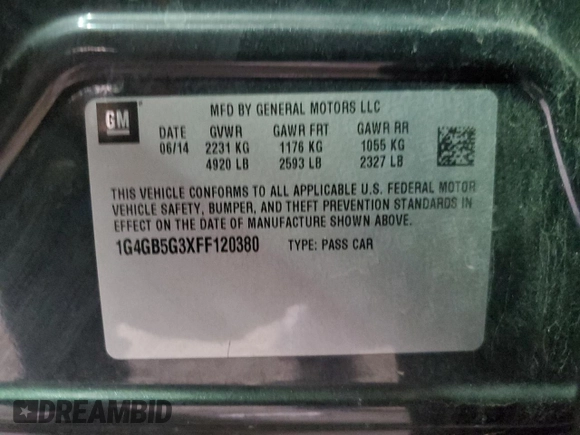 GM
MFD BY GENERAL MOTORS LLC
DATE GVWR GAWR FRT GAWR RR
06/14 2231 KG 1176 KG 1055 KG
4920 LB 2593 LB 2327 LB
THIS VEHICLE CONFORMS TO ALL APPLICABLE U.S. FEDERAL MOTOR
VEHICLE SAFETY, BUMPER, AND THEFT PREVENTION STANDARDS IN
EFFECT ON THE DATE OF MANUFACTURE SHOWN ABOVE.
1G4GB5G3XFF120380 TYPE: PASS CAR
DREAMBID